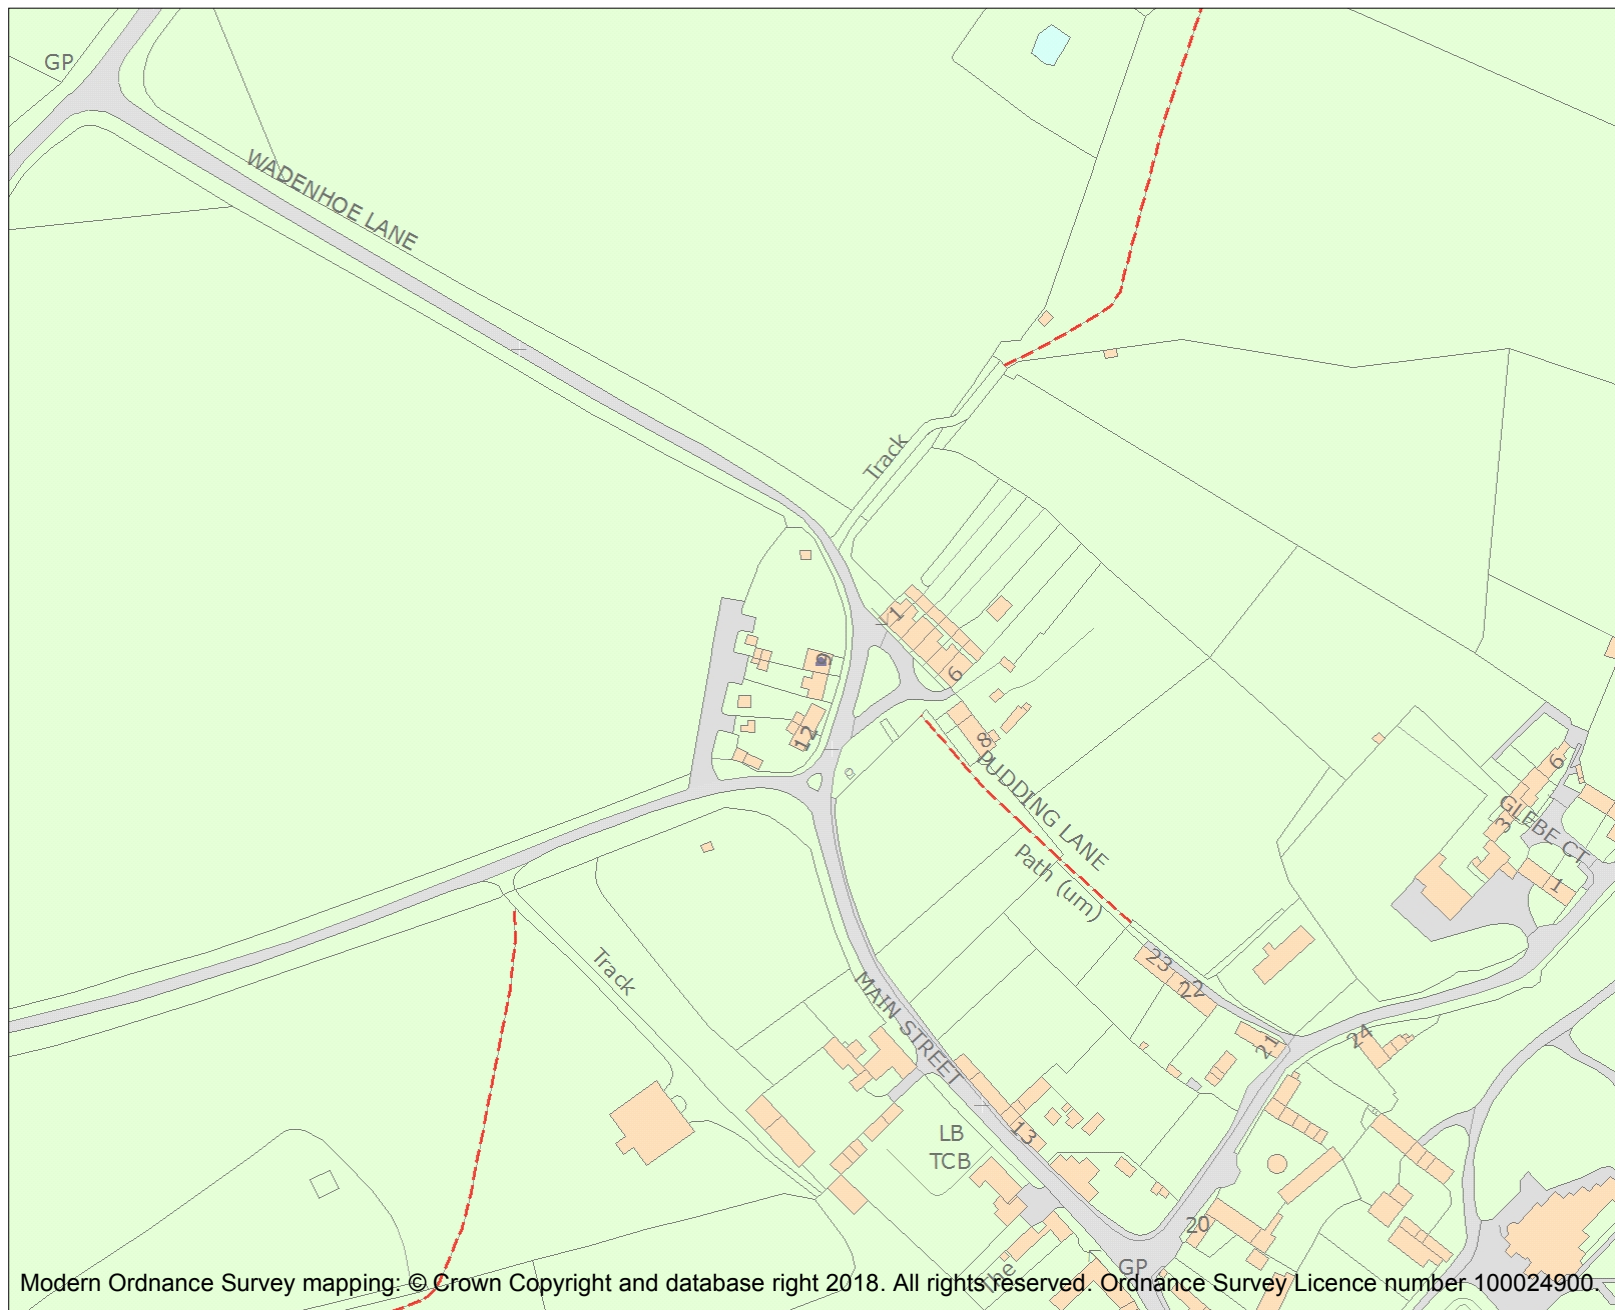 GP
WADENHOE LANE
Track
1
9
6
12
8
PUDDING LANE
6
GLEBE CT
3
1
Path (um)
Track
23
22
MAIN STREET
21
24
LB
TCB
13
20
GP
The
Modern Ordnance Survey mapping: © Crown Copyright and database right 2018. All rights reserved. Ordnance Survey Licence number 100024900.